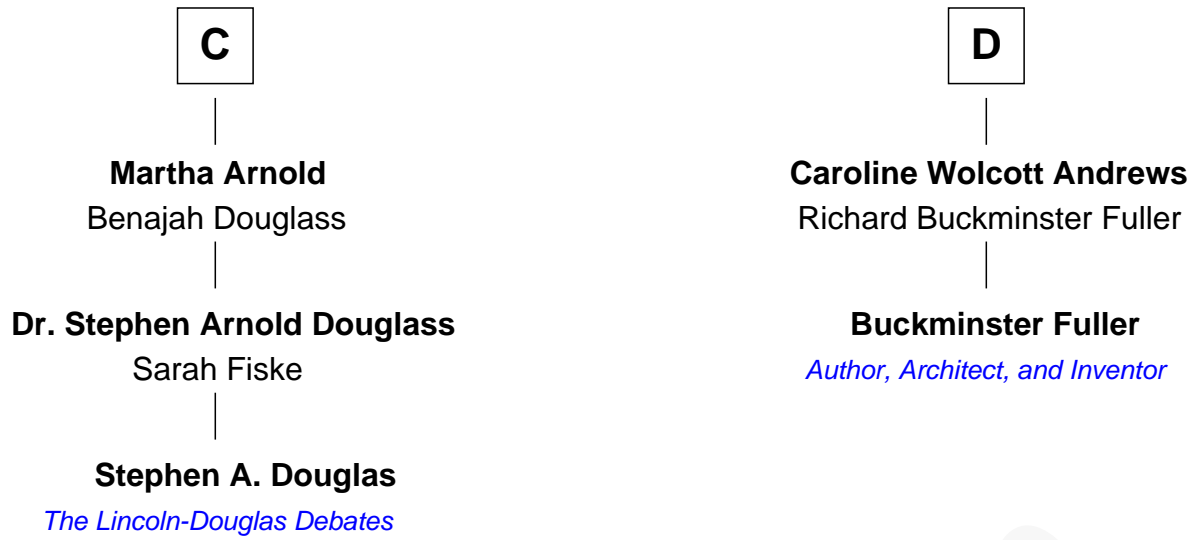 C
Martha Arnold
Benajah Douglass
Dr. Stephen Arnold Douglass
Sarah Fiske
Stephen A. Douglas
The Lincoln-Douglas Debates
D
Caroline Wolcott Andrews
Richard Buckminster Fuller
Buckminster Fuller
Author, Architect, and Inventor